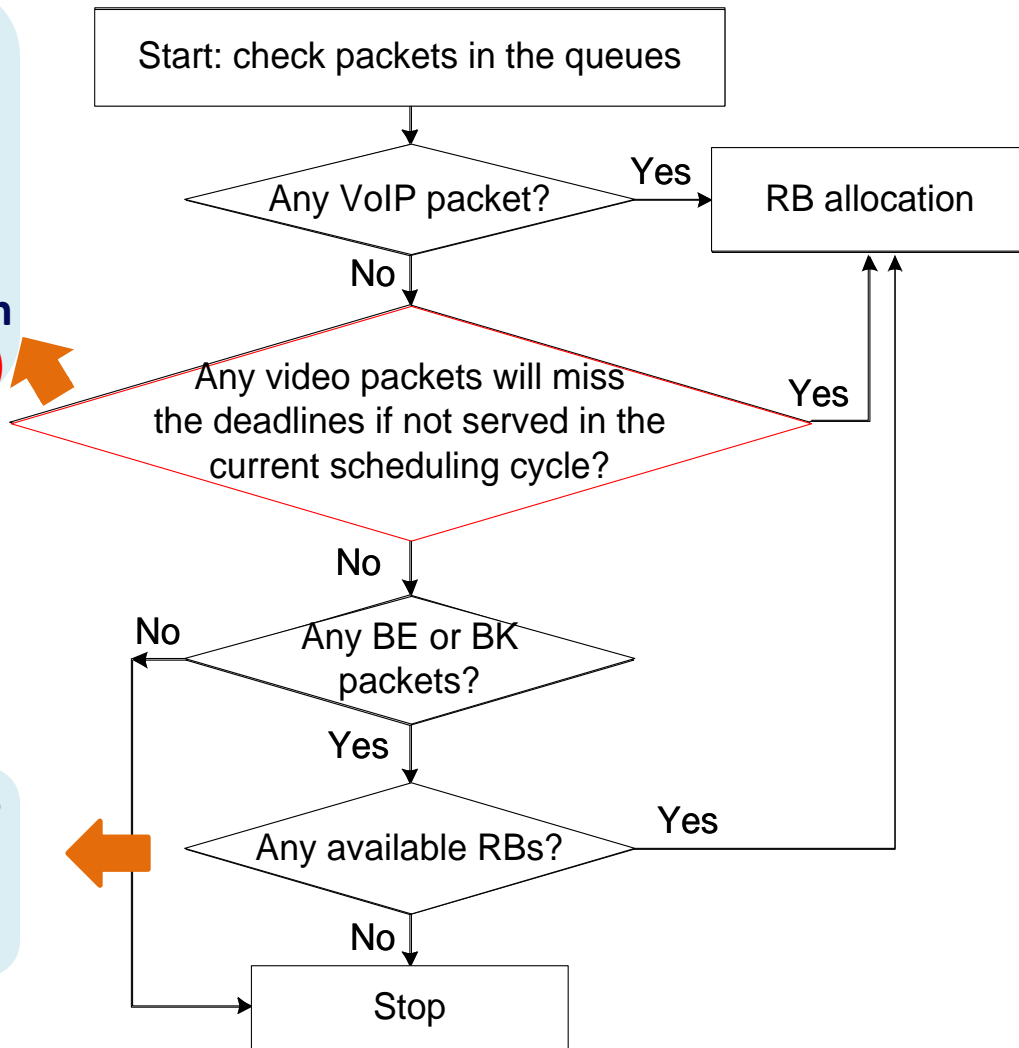 Start: check packets in the queues
Any VoIP packet?
Yes
RB allocation
No
Any video packets will miss
the deadlines if not served in the
current scheduling cycle?
Yes
No
No
Any BE or BK
packets?
Yes
Any available RBs?
Yes
No
Stop